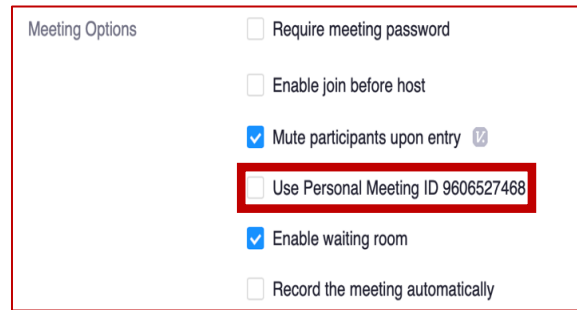 Meeting Options
Require meeting password
Enable join before host
Mute participants upon entry
Use Personal Meeting ID 9606527468
Enable waiting room
Record the meeting automatically